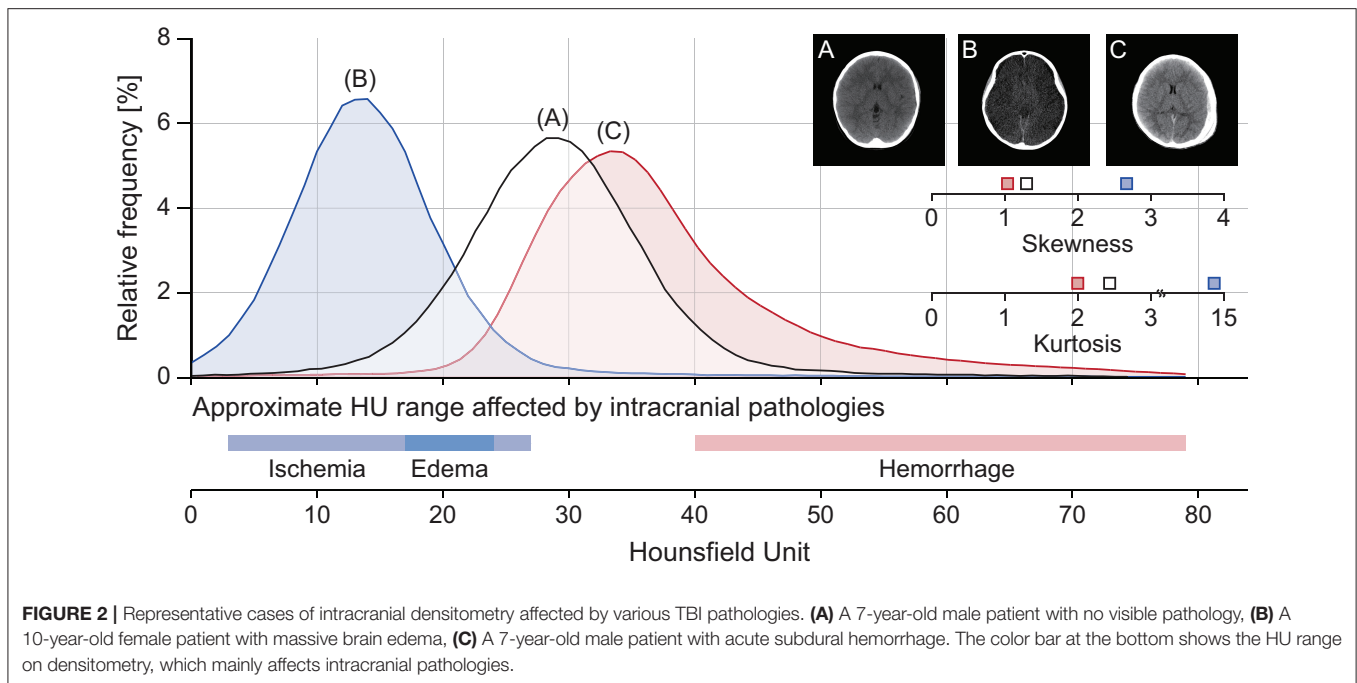 8
6
4
2
0
Relative frequency [%]
(B)
(A)
(C)
A
B
C
0 1 2 3 4
Skewness
0 1 2 3 15
Kurtosis
Approximate HU range affected by intracranial pathologies
Ischemia Edema Hemorrhage
0 10 20 30 40 50 60 70 80
Hounsfield Unit
FIGURE 2 | Representative cases of intracranial densitometry affected by various TBI pathologies. (A) A 7-year-old male patient with no visible pathology, (B) A
10-year-old female patient with massive brain edema, (C) A 7-year-old male patient with acute subdural hemorrhage. The color bar at the bottom shows the HU range
on densitometry, which mainly affects intracranial pathologies.